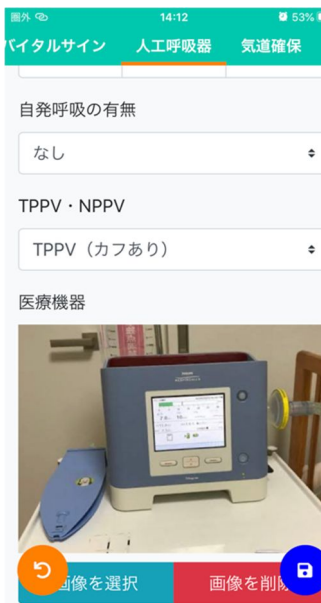 圏外
14:12
53%
バイタルサイン 人工呼吸器 気道確保
自発呼吸の有無
なし
TPPV・NPPV
TPPV（カフあり）
医療機器
画像を選択
画像を削除